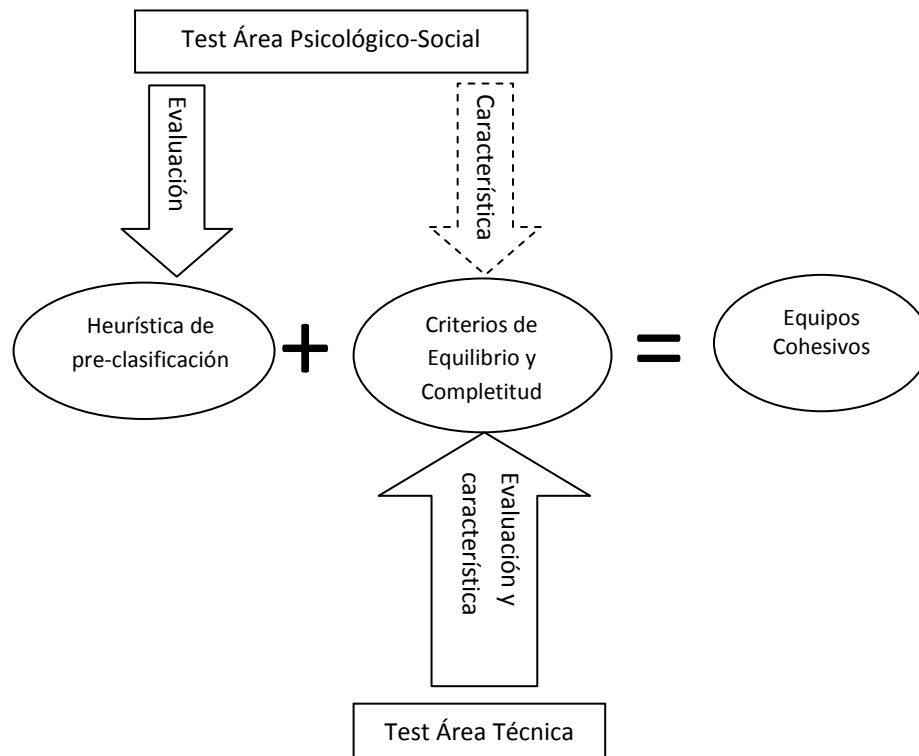 Test Área Psicológico-Social
Evaluación
Característica
Heurística de
pre-clasificación
+
Criterios de
Equilibrio y
Completitud
=
Equipos
Cohesivos
Evaluación y
característica
Test Área Técnica